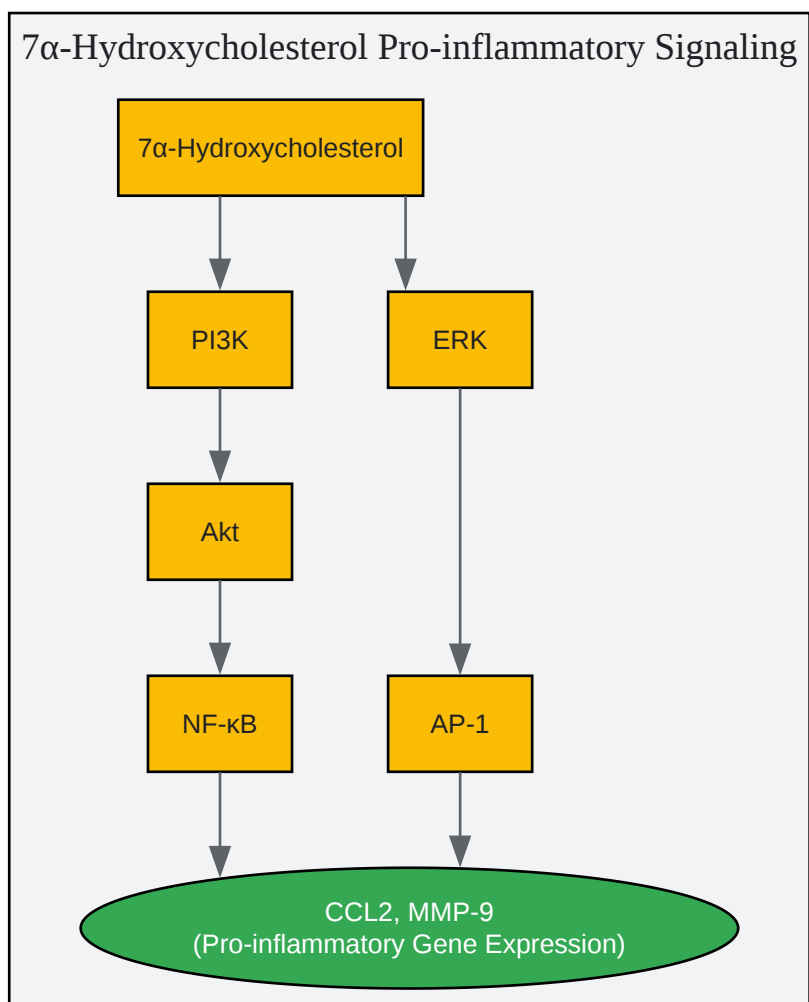 7α-Hydroxycholesterol Pro-inflammatory Signaling
7α-Hydroxycholesterol
PI3K
ERK
Akt
NF-κB
AP-1
CCL2, MMP-9
(Pro-inflammatory Gene Expression)